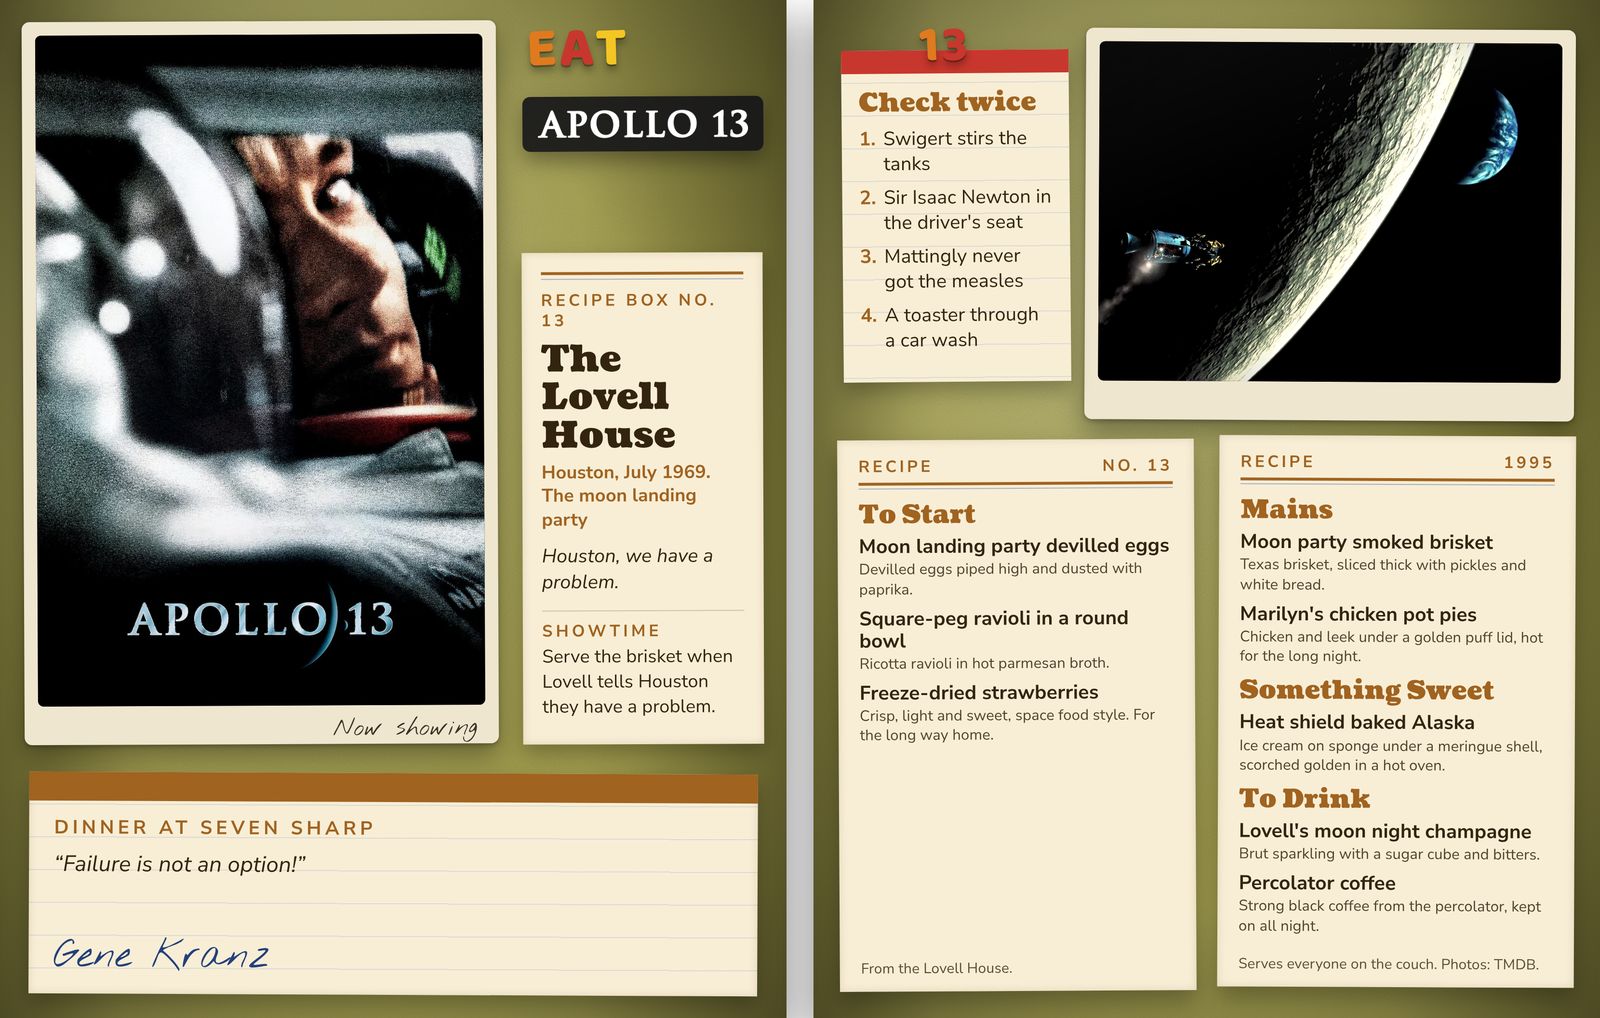 EAT
APOLLO 13
APOLLO 13
Now showing
RECIPE BOX NO.
13
The
Lovell
House
Houston, July 1969.
The moon landing
party
Houston, we have a
problem.
SHOWTIME
Serve the brisket when
Lovell tells Houston
they have a problem.
DINNER AT SEVEN SHARP
“Failure is not an option!”
Gene Kranz
13
Check twice
1. Swigert stirs the
tanks
2. Sir Isaac Newton in
the driver's seat
3. Mattingly never
got the measles
4. A toaster through
a car wash
RECIPE NO. 13
To Start
Moon landing party devilled eggs
Devilled eggs piped high and dusted with
paprika.
Square-peg ravioli in a round
bowl
Ricotta ravioli in hot parmesan broth.
Freeze-dried strawberries
Crisp, light and sweet, space food style. For
the long way home.
From the Lovell House.
RECIPE 1995
Mains
Moon party smoked brisket
Texas brisket, sliced thick with pickles and
white bread.
Marilyn's chicken pot pies
Chicken and leek under a golden puff lid, hot
for the long night.
Something Sweet
Heat shield baked Alaska
Ice cream on sponge under a meringue shell,
scorched golden in a hot oven.
To Drink
Lovell's moon night champagne
Brut sparkling with a sugar cube and bitters.
Percolator coffee
Strong black coffee from the percolator, kept
on all night.
Serves everyone on the couch. Photos: TMDB.